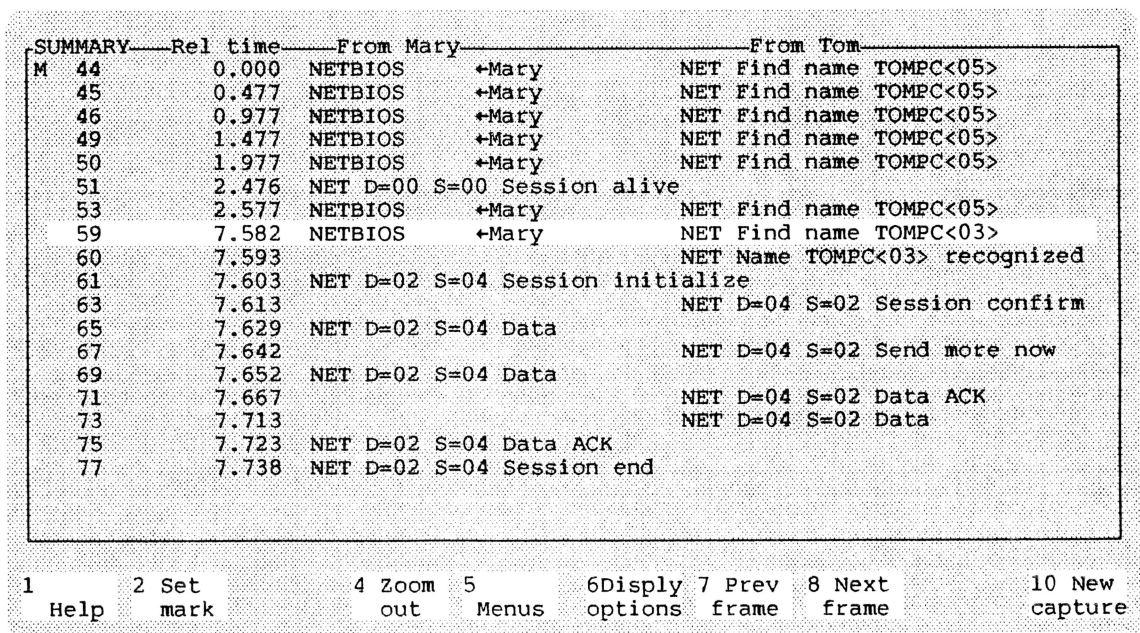 SUMMARY Rel time From Mary From Tom
M 44 0.000 NETBIOS ←Mary NET Find name TOMPC<05>
45 0.477 NETBIOS ←Mary NET Find name TOMPC<05>
46 0.977 NETBIOS ←Mary NET Find name TOMPC<05>
49 1.477 NETBIOS ←Mary NET Find name TOMPC<05>
50 1.977 NETBIOS ←Mary NET Find name TOMPC<05>
51 2.476 NET D=00 S=00 Session alive
53 2.577 NETBIOS ←Mary NET Find name TOMPC<05>
59 7.582 NETBIOS ←Mary NET Find name TOMPC<03>
60 7.593 NET Name TOMPC<03> recognized
61 7.603 NET D=02 S=04 Session initialize
63 7.613 NET D=04 S=02 Session confirm
65 7.629 NET D=02 S=04 Data
67 7.642 NET D=04 S=02 Send more now
69 7.652 NET D=02 S=04 Data
71 7.667 NET D=04 S=02 Data ACK
73 7.713 NET D=04 S=02 Data
75 7.723 NET D=02 S=04 Data ACK
77 7.738 NET D=02 S=04 Session end
1 2 Set 4 Zoom 5 6Disply 7 Prev 8 Next 10 New
Help mark out Menus options frame frame capture